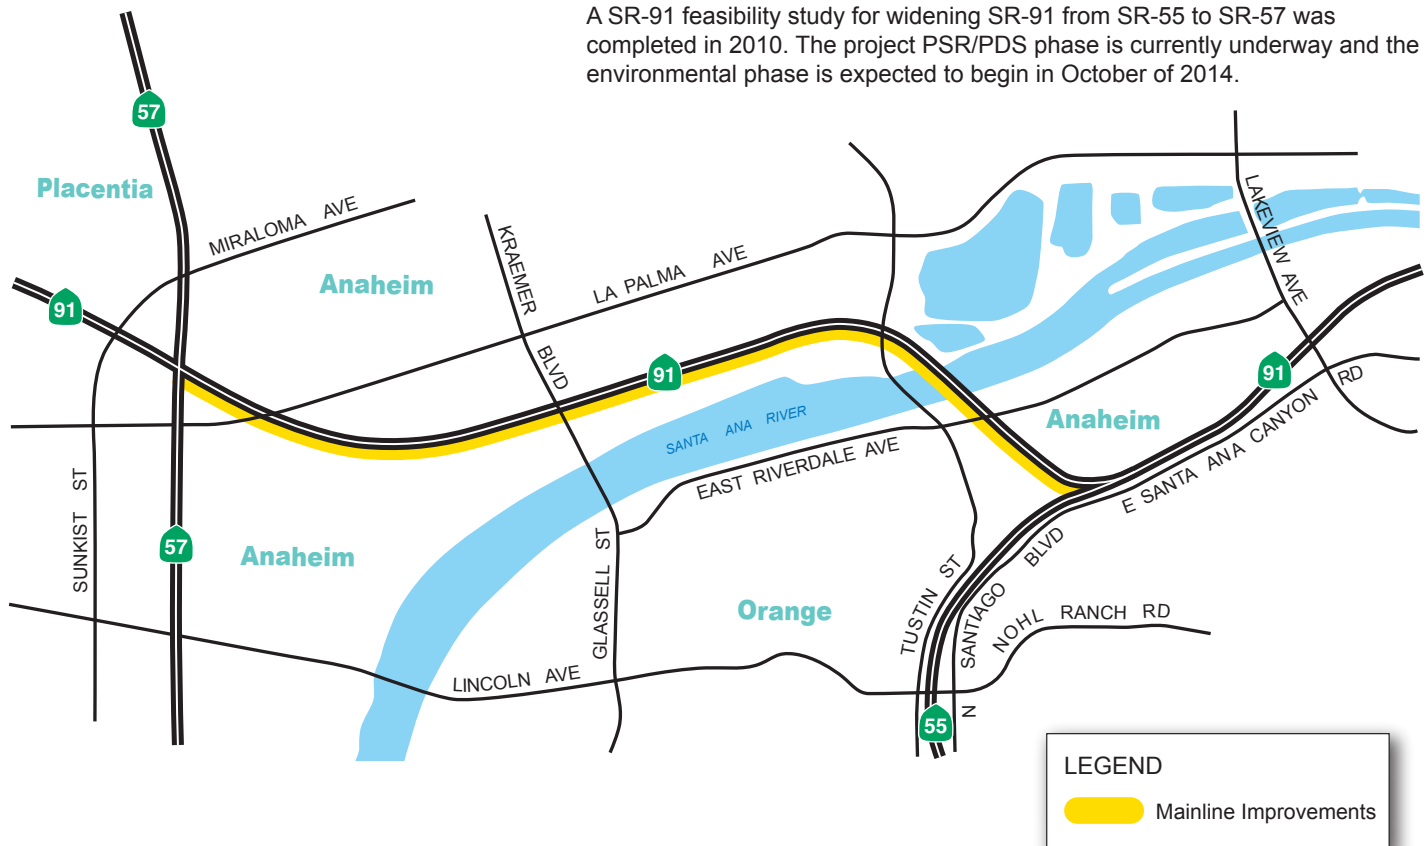 A SR-91 feasibility study for widening SR-91 from SR-55 to SR-57 was
completed in 2010. The project PSR/PDS phase is currently underway and the
environmental phase is expected to begin in October of 2014.
57
Placentia
MIRALOMA AVE
KRAEMER BLVD
LAKEVIEW AVE
Anaheim
LA PALMA AVE
91
91
91
SANTA ANA RIVER
Anaheim
RD
E SANTA ANA CANYON
EAST RIVERDALE AVE
SUNKIST ST
57
Anaheim
GLASSELL ST
Orange
TUSTIN ST
N SANTIAGO BLVD
NOHL RANCH RD
LINCOLN AVE
55
LEGEND
Mainline Improvements